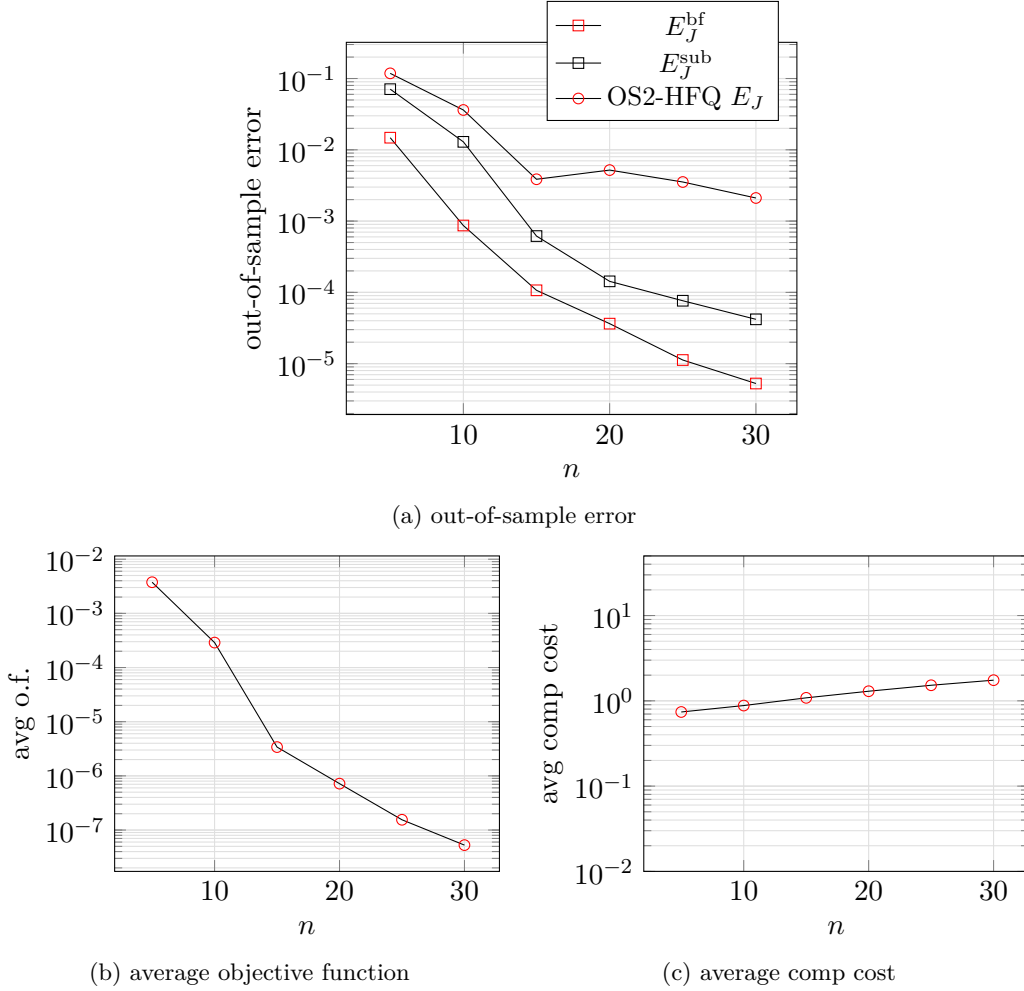 E_J^bf
E_J^sub
OS2-HFQ E_J
10^−1
10^−2
10^−3
10^−4
10^−5
out-of-sample error
10 20 30
n
(a) out-of-sample error
10^−2
10^−3
10^−4
10^−5
10^−6
10^−7
avg o.f.
10 20 30
n
(b) average objective function
10^1
10^0
10^−1
10^−2
avg comp cost
10 20 30
n
(c) average comp cost